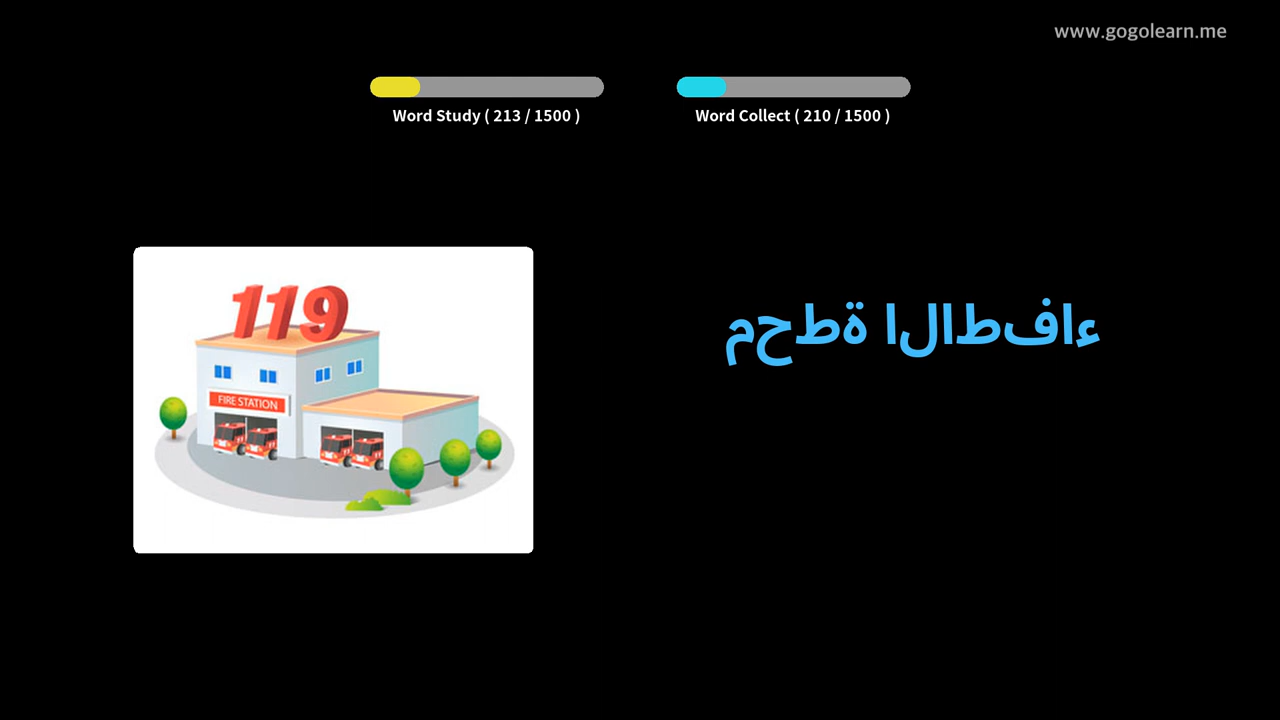 www.gogolearn.me
Word Study ( 213 / 1500 )
Word Collect ( 210 / 1500 )
119
FIRE STATION
محطة الاطفاء